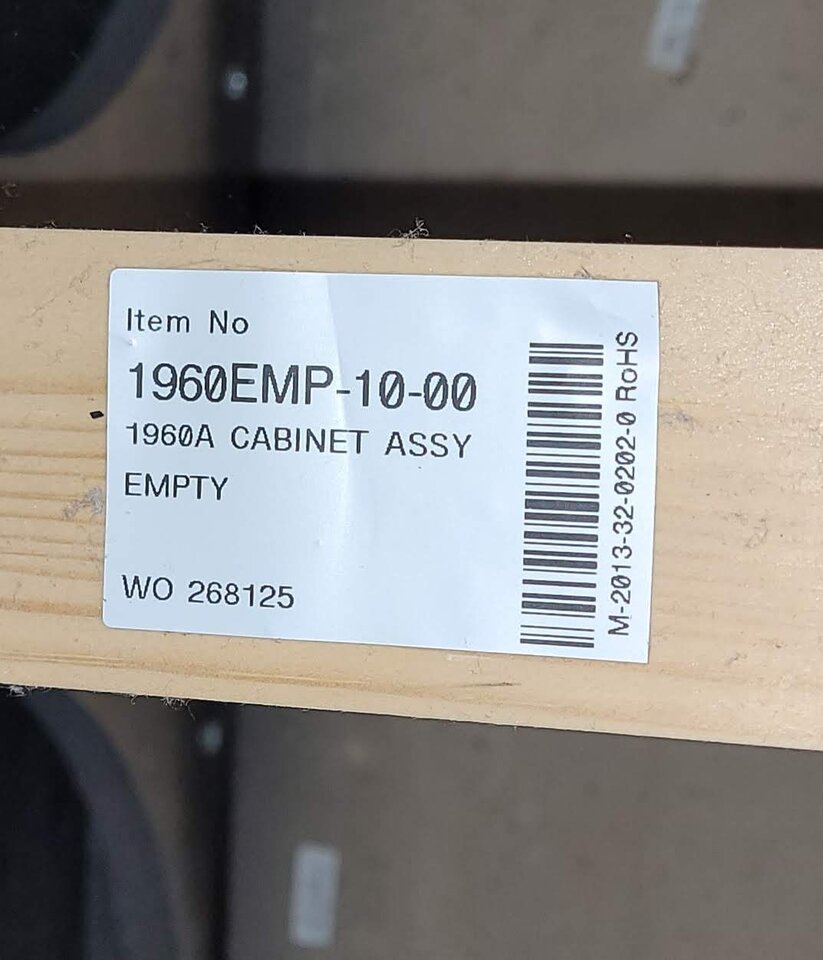 Item No
1960EMP-10-00
1960A CABINET ASSY
EMPTY
WO 268125
M-2013-32-0202-0 RoHS